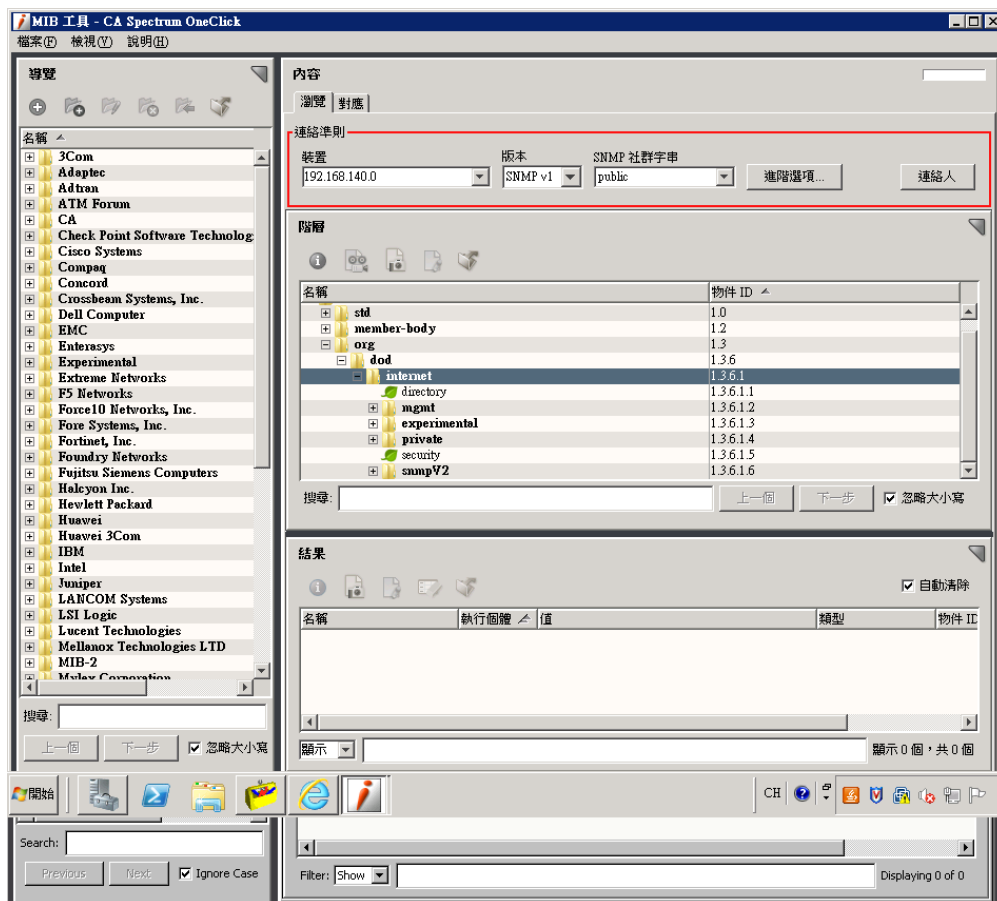 MIB 工具 - CA Spectrum OneClick
檔案(F) 檢視(V) 說明(H)
導覽
名稱
3Com
Adaptec
Adtran
ATM Forum
CA
Check Point Software Technolog
Cisco Systems
Compaq
Concord
Crossbeam Systems, Inc.
Dell Computer
EMC
Enterasys
Experimental
Extreme Networks
F5 Networks
Force10 Networks, Inc.
Fore Systems, Inc.
Fortinet, Inc.
Foundry Networks
Fujitsu Siemens Computers
Halcyon Inc.
Hewlett Packard
Huawei
Huawei 3Com
IBM
Intel
Juniper
LANCOM Systems
LSI Logic
Lucent Technologies
Mellanox Technologies LTD
MIB-2
Mylex Corporation
搜尋:
上一個 下一步 忽略大小寫
內容
瀏覽 對應
連絡準則
裝置 版本 SNMP 社群字串
192.168.140.0 SNMP v1 public 進階選項... 連絡人
階層
名稱 物件 ID
std 1.0
member-body 1.2
org 1.3
dod 1.3.6
internet 1.3.6.1
directory 1.3.6.1.1
mgmt 1.3.6.1.2
experimental 1.3.6.1.3
private 1.3.6.1.4
security 1.3.6.1.5
snmpV2 1.3.6.1.6
搜尋: 上一個 下一步 忽略大小寫
結果
自動清除
名稱 執行個體 值 類型 物件 ID
顯示 顯示 0 個，共 0 個
開始 CH
Search:
Previous Next Ignore Case
Filter: Show Displaying 0 of 0